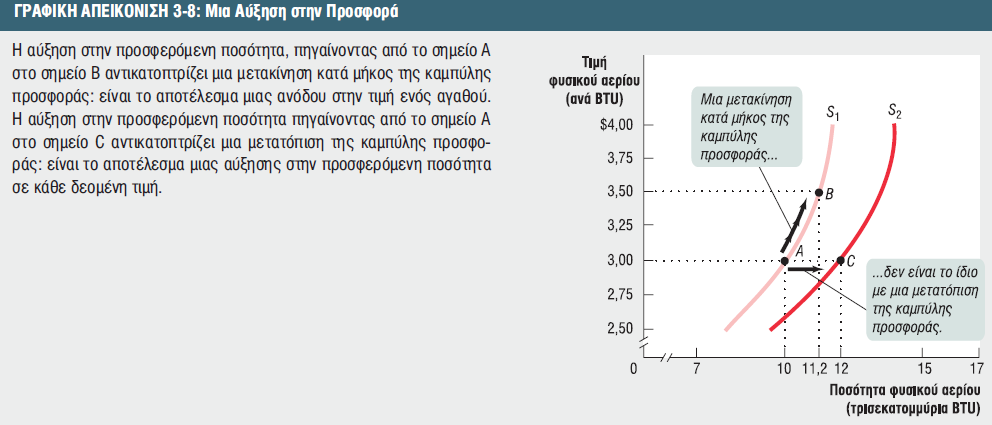 ΓΡΑΦΙΚΗ ΑΠΕΙΚΟΝΙΣΗ 3-8: Μια Αύξηση στην Προσφορά
Η αύξηση στην προσφερόμενη ποσότητα, πηγαίνοντας από το σημείο Α
στο σημείο Β αντικατοπτρίζει μια μετακίνηση κατά μήκος της καμπύλης
προσφοράς: είναι το αποτέλεσμα μιας ανόδου στην τιμή ενός αγαθού.
Η αύξηση στην προσφερόμενη ποσότητα πηγαίνοντας από το σημείο Α
στο σημείο C αντικατοπτρίζει μια μετατόπιση της καμπύλης προσφο-
ράς: είναι το αποτέλεσμα μιας αύξησης στην προσφερόμενη ποσότητα
σε κάθε δεομένη τιμή.
Τιμή
φυσικού αερίου
(ανά BTU)
$4,00
3,75
3,50
3,25
3,00
2,75
2,50
Μια μετακίνηση
κατά μήκος της
καμπύλης
προσφοράς...
S1
S2
B
A
C
...δεν είναι το ίδιο
με μια μετατόπιση
της καμπύλης
προσφοράς.
0 7 10 11,2 12 15 17
Ποσότητα φυσικού αερίου
(τρισεκατομμύρια BTU)